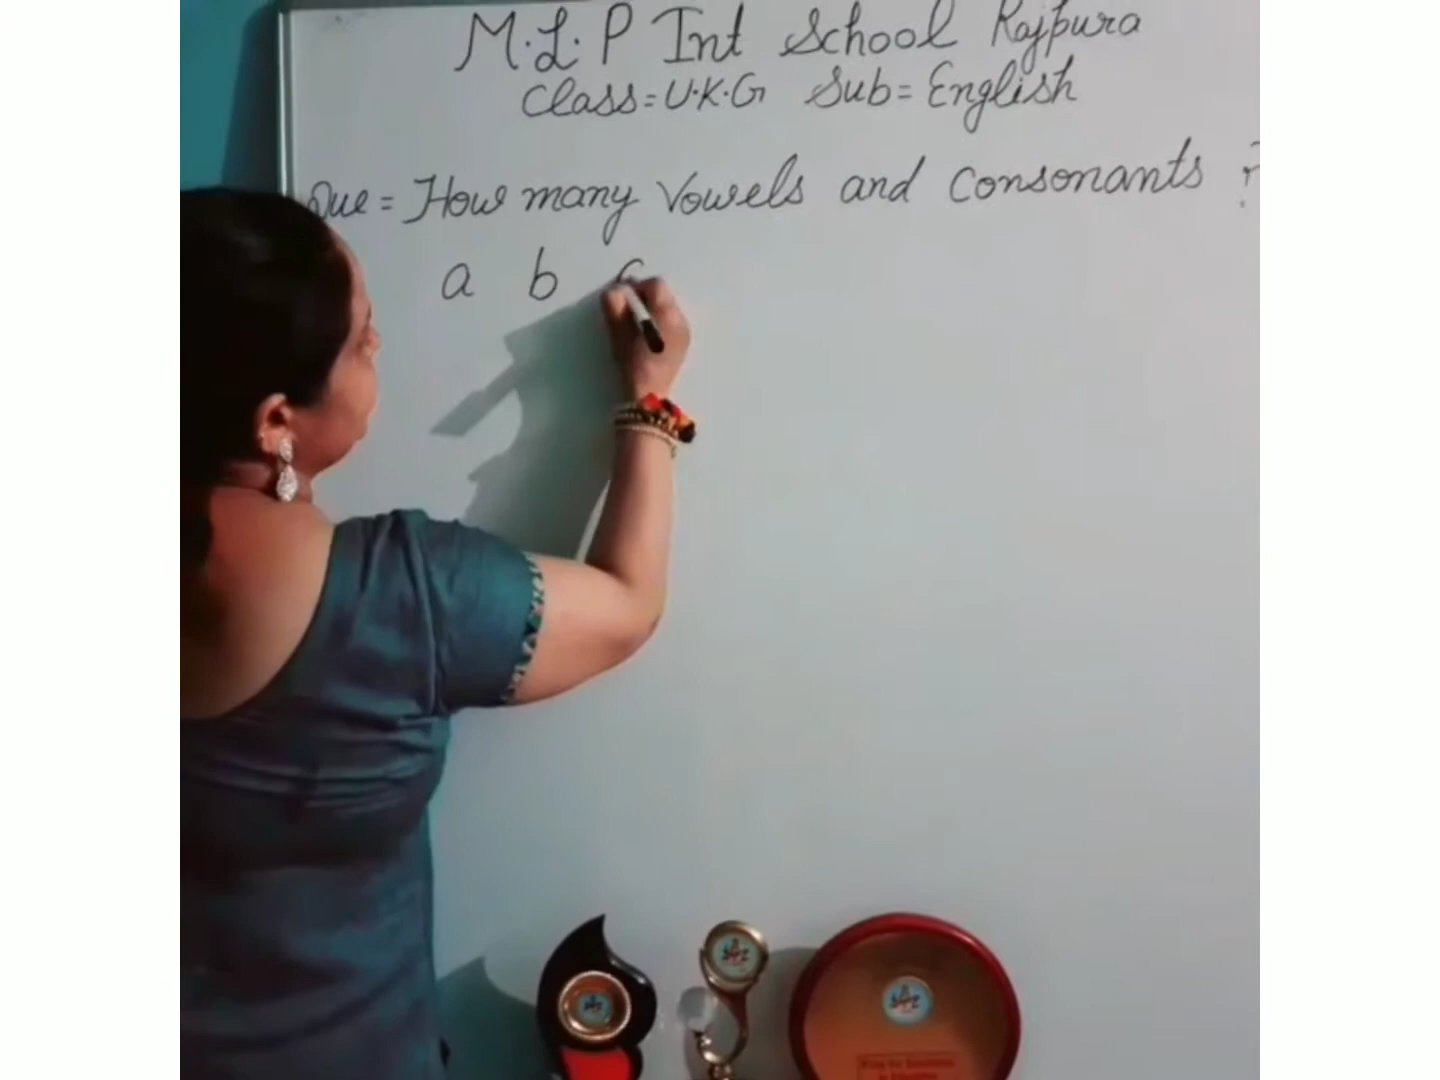 M.L.P Int School Rajpura
Class = U.K.G Sub = English
Que = How many Vowels and Consonants ?
a b c